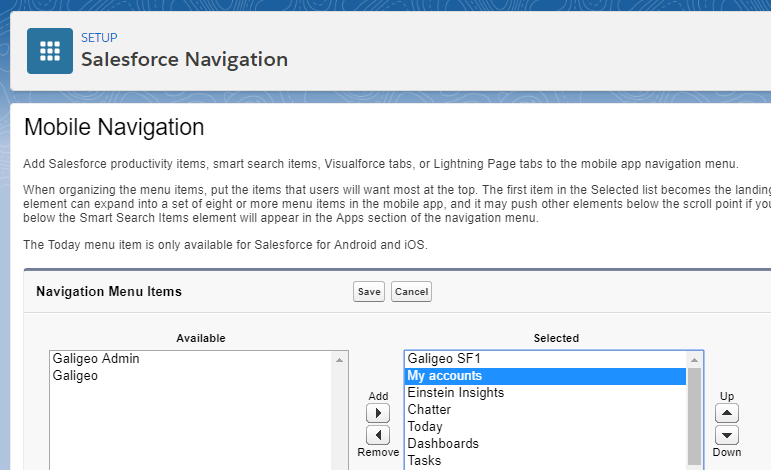 SETUP
Salesforce Navigation
Mobile Navigation
Add Salesforce productivity items, smart search items, Visualforce tabs, or Lightning Page tabs to the mobile app navigation menu.
When organizing the menu items, put the items that users will want most at the top. The first item in the Selected list becomes the landing
element can expand into a set of eight or more menu items in the mobile app, and it may push other elements below the scroll point if you
below the Smart Search Items element will appear in the Apps section of the navigation menu.
The Today menu item is only available for Salesforce for Android and iOS.
Navigation Menu Items
Save
Cancel
Available
Galigeo Admin
Galigeo
Add
Remove
Selected
Galigeo SF1
My accounts
Einstein Insights
Chatter
Today
Dashboards
Tasks
Up
Down